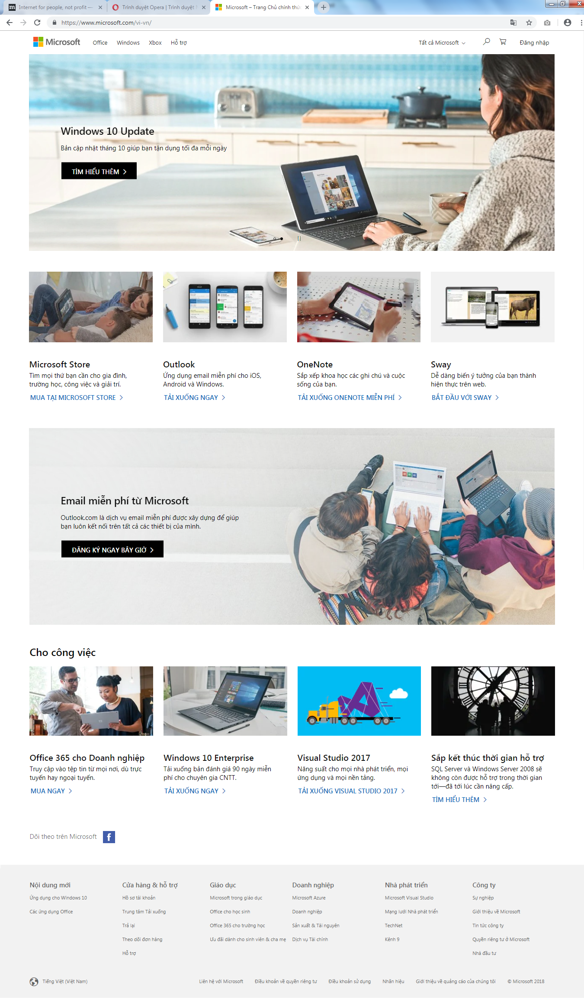 Internet for people, not profit —
Trình duyệt Opera | Trình duyệt
Microsoft – Trang Chủ chính thức
https://www.microsoft.com/vi-vn/
Microsoft Office Windows Xbox Hỗ trợ Tất cả Microsoft Đăng nhập
Windows 10 Update
Bản cập nhật tháng 10 giúp bạn tận dụng tối đa mỗi ngày
TÌM HIỂU THÊM
SAMSUNG
Microsoft Store
Tìm mọi thứ bạn cần cho gia đình,
trường học, công việc và giải trí.
MUA TẠI MICROSOFT STORE
Outlook
Ứng dụng email miễn phí cho iOS,
Android và Windows.
TẢI XUỐNG NGAY
OneNote
Sắp xếp khoa học các ghi chú và cuộc
sống của bạn.
TẢI XUỐNG ONENOTE MIỄN PHÍ
Sway
Dễ dàng biến ý tưởng của bạn thành
hiện thực trên web.
BẮT ĐẦU VỚI SWAY
Email miễn phí từ Microsoft
Outlook.com là dịch vụ email miễn phí được xây dựng để giúp
bạn luôn kết nối trên tất cả các thiết bị của mình.
ĐĂNG KÝ NGAY BÂY GIỜ
Cho công việc
Office 365 cho Doanh nghiệp
Truy cập vào tệp tin từ mọi nơi, dù trực
tuyến hay ngoại tuyến.
MUA NGAY
Windows 10 Enterprise
Tải xuống bản đánh giá 90 ngày miễn
phí cho chuyên gia CNTT.
TẢI XUỐNG NGAY
Visual Studio 2017
Năng suất cho mọi nhà phát triển, mọi
ứng dụng và mọi nền tảng.
TẢI XUỐNG VISUAL STUDIO 2017
Sắp kết thúc thời gian hỗ trợ
SQL Server và Windows Server 2008 sẽ
không còn được hỗ trợ trong thời gian
tới—đã tới lúc cần nâng cấp.
TÌM HIỂU THÊM
Dõi theo trên Microsoft
Nội dung mới
Ứng dụng cho Windows 10
Các ứng dụng Office
Cửa hàng & hỗ trợ
Hồ sơ tài khoản
Trung tâm Tải xuống
Trả lại
Theo dõi đơn hàng
Hỗ trợ
Giáo dục
Microsoft trong giáo dục
Office cho học sinh
Office 365 cho trường học
Ưu đãi dành cho sinh viên & cha mẹ
Doanh nghiệp
Microsoft Azure
Doanh nghiệp
Sản xuất & Tài nguyên
Dịch vụ Tài chính
Nhà phát triển
Microsoft Visual Studio
Mạng lưới Nhà phát triển
TechNet
Kênh 9
Công ty
Sự nghiệp
Giới thiệu về Microsoft
Tin tức công ty
Quyền riêng tư ở Microsoft
Nhà đầu tư
Tiếng Việt (Việt Nam)
Liên hệ với Microsoft Điều khoản về quyền riêng tư Điều khoản sử dụng Nhãn hiệu Giới thiệu về quảng cáo của chúng tôi © Microsoft 2018